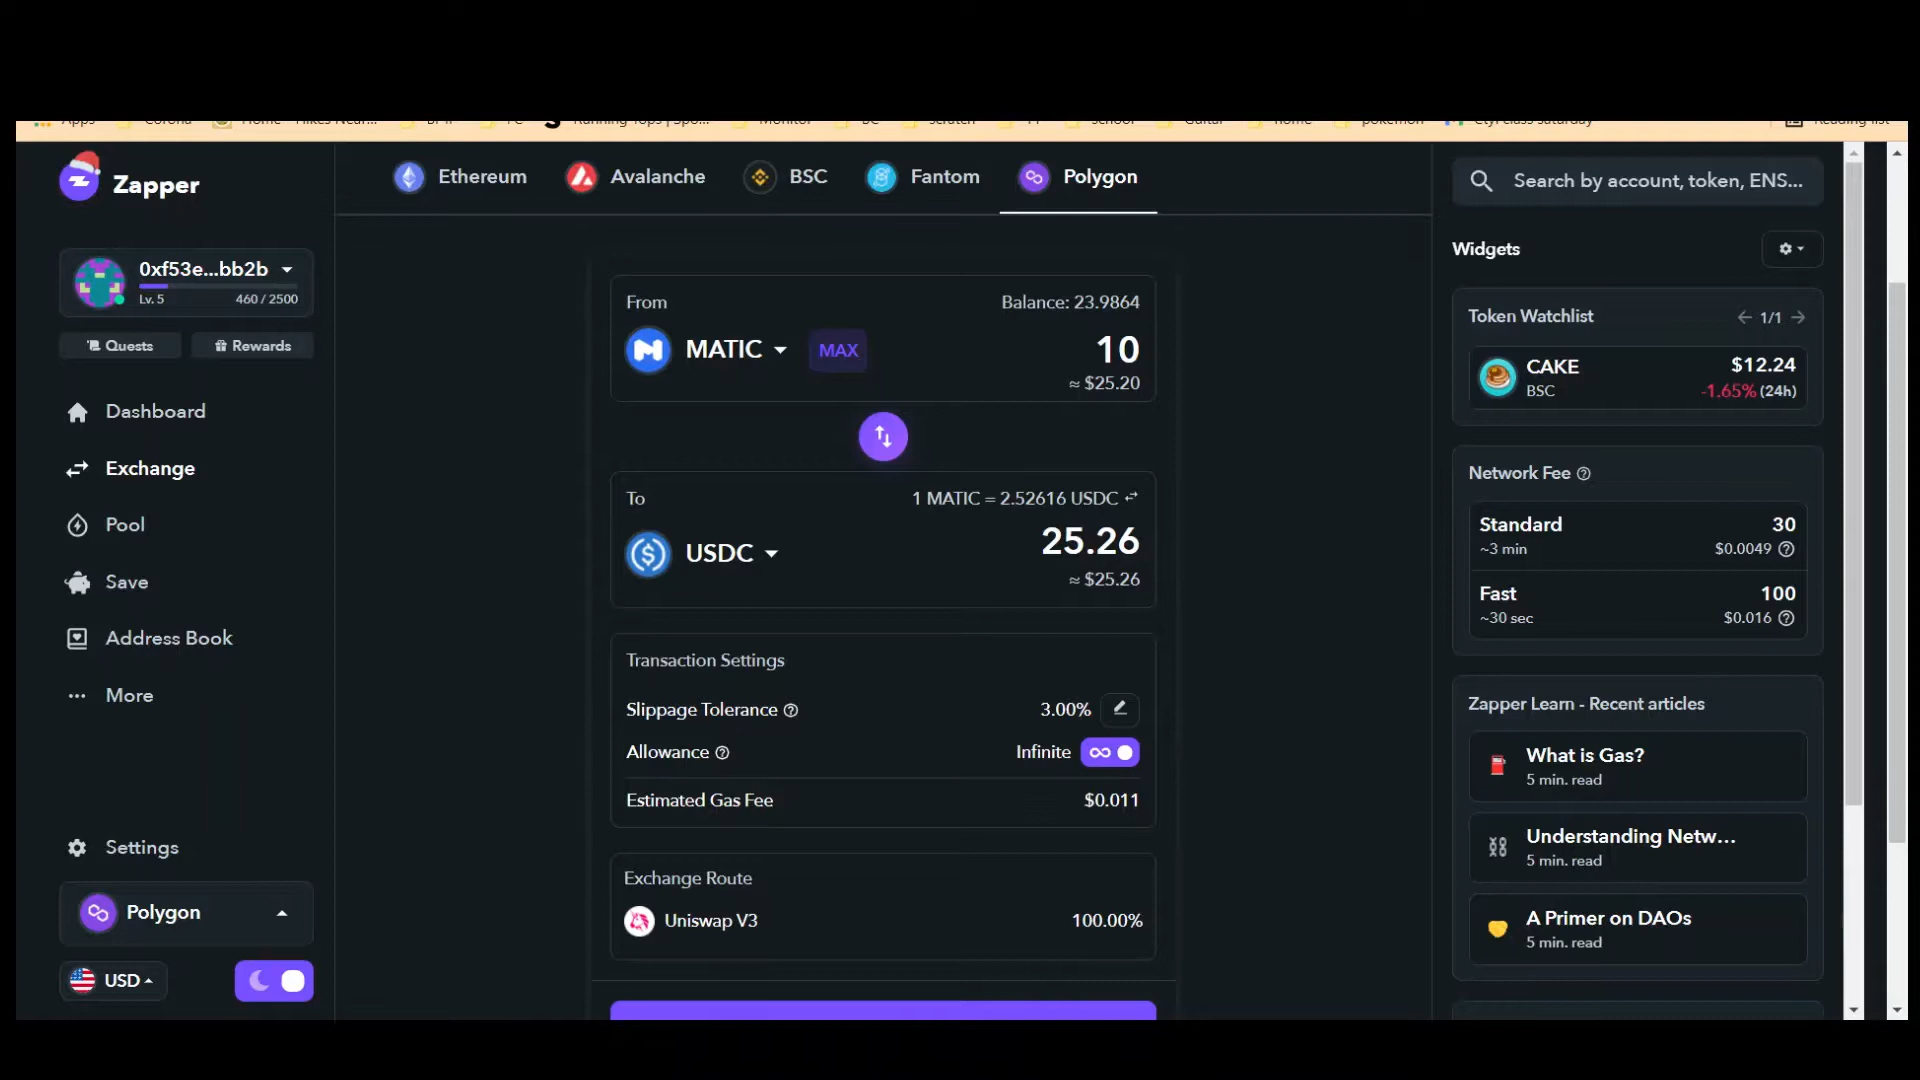 Zapper
0xf53e...bb2b
Lv. 5 460 / 2500
Quests Rewards
Dashboard
Exchange
Pool
Save
Address Book
More
Settings
Polygon
USD
Ethereum Avalanche BSC Fantom Polygon
From Balance: 23.9864
MATIC MAX 10
≈ $25.20
To 1 MATIC = 2.52616 USDC
USDC 25.26
≈ $25.26
Transaction Settings
Slippage Tolerance 3.00%
Allowance Infinite
Estimated Gas Fee $0.011
Exchange Route
Uniswap V3 100.00%
Search by account, token, ENS...
Widgets
Token Watchlist 1/1
CAKE $12.24
BSC -1.65% (24h)
Network Fee
Standard 30
~3 min $0.0049
Fast 100
~30 sec $0.016
Zapper Learn - Recent articles
What is Gas?
5 min. read
Understanding Netw...
5 min. read
A Primer on DAOs
5 min. read